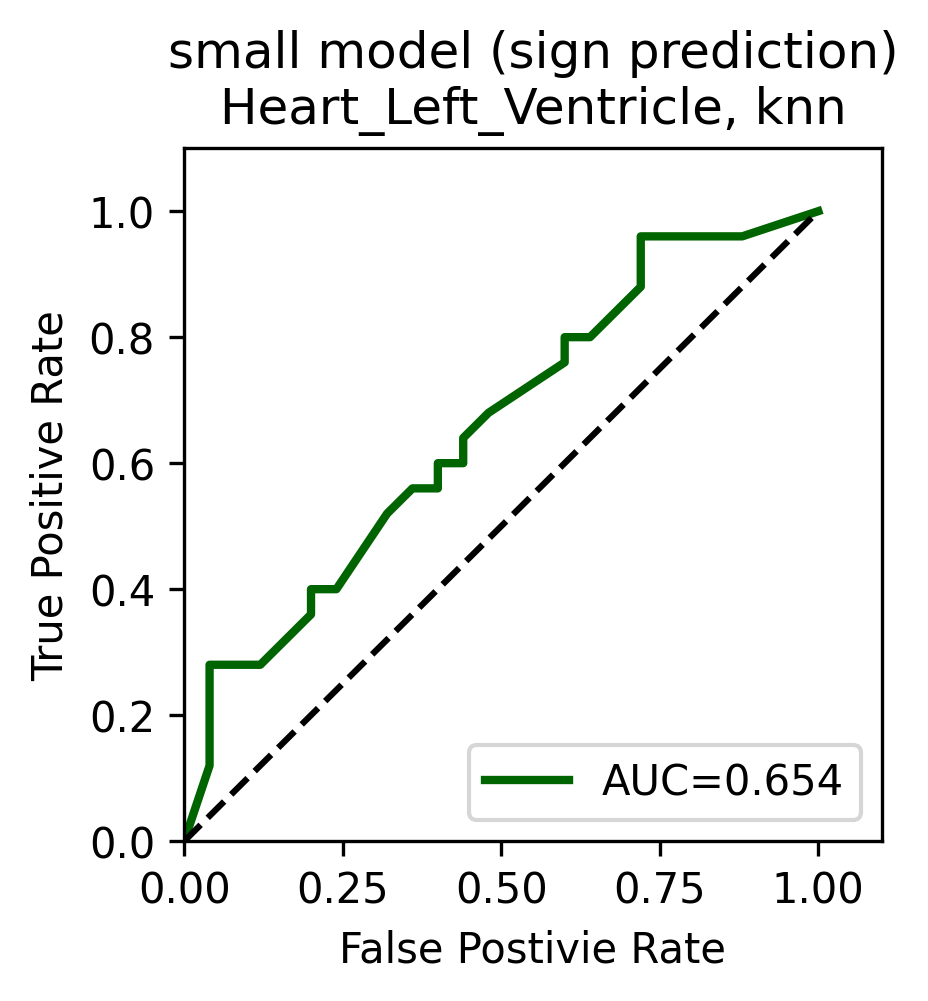 small model (sign prediction)
Heart_Left_Ventricle, knn
True Positive Rate
1.0
0.8
0.6
0.4
0.2
0.0
AUC=0.654
0.00 0.25 0.50 0.75 1.00
False Postivie Rate